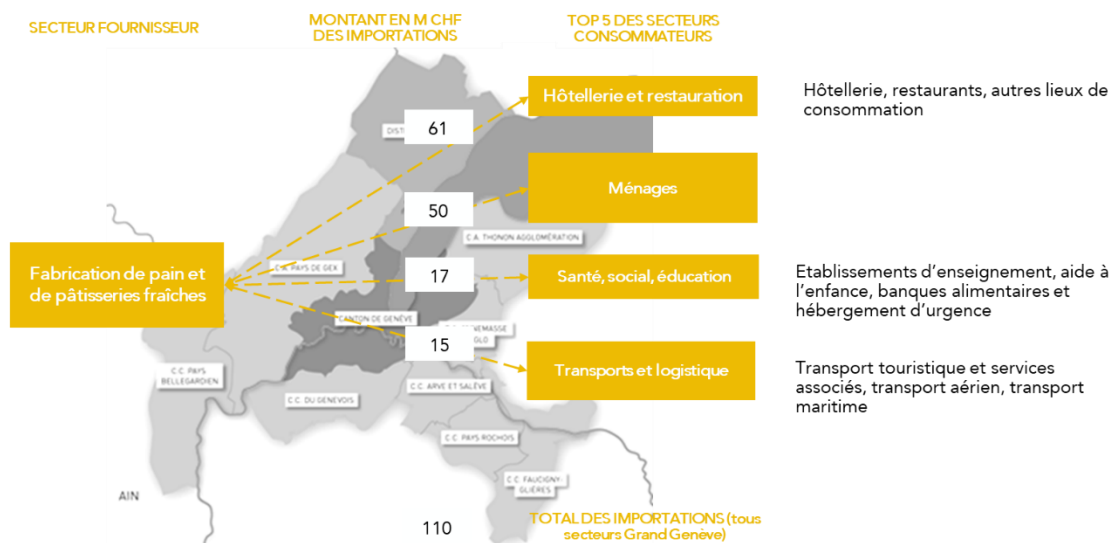 SECTEUR FOURNISSEUR
MONTANT EN M CHF
DES IMPORTATIONS
TOP 5 DES SECTEURS
CONSOMMATEURS
Hôtellerie et restauration
Hôtellerie, restaurants, autres lieux de
consommation
61
DIST
Ménages
50
C.A. THONON AGGLOMÉRATION
Fabrication de pain et
de pâtisseries fraîches
C.A. PAYS DE GEX
17
Santé, social, éducation
Etablissements d'enseignement, aide à
l'enfance, banques alimentaires et
hébergement d'urgence
CANTON DE GENÈVE
EMASSE
GLO
15
Transports et logistique
Transport touristique et services
associés, transport aérien, transport
maritime
C.C. PAYS
BELLEGARDIEN
C.C. ARVE ET SALÈVE
C.C. DU GENEVOIS
C.C. PAYS ROCHOIS
C.C. FAUCIGNY-
GLIÈRES
AIN
110
TOTAL DES IMPORTATIONS (tous
secteurs Grand Genève)